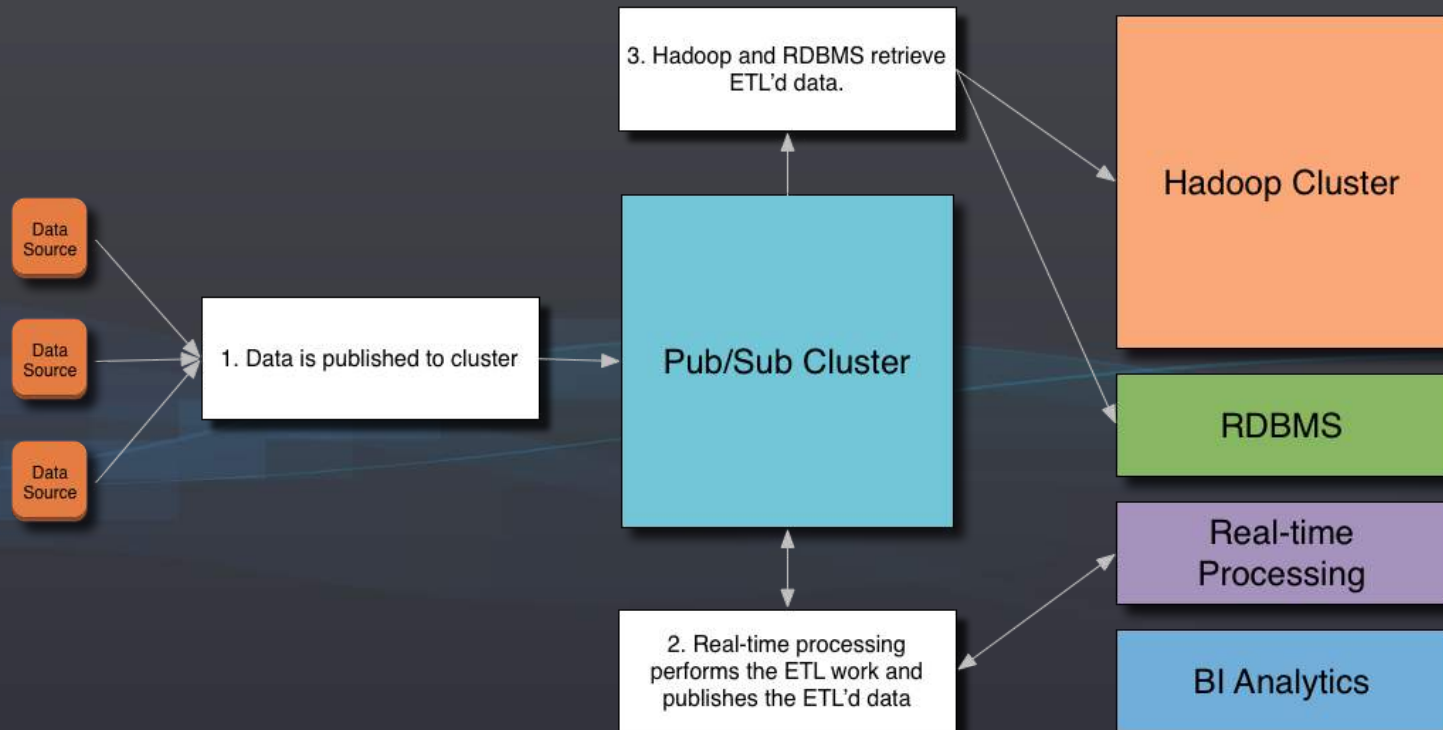 3. Hadoop and RDBMS retrieve
ETL'd data.
Hadoop Cluster
Data
Source
Data
Source
Data
Source
1. Data is published to cluster
Pub/Sub Cluster
RDBMS
Real-time
Processing
2. Real-time processing
performs the ETL work and
publishes the ETL'd data
BI Analytics